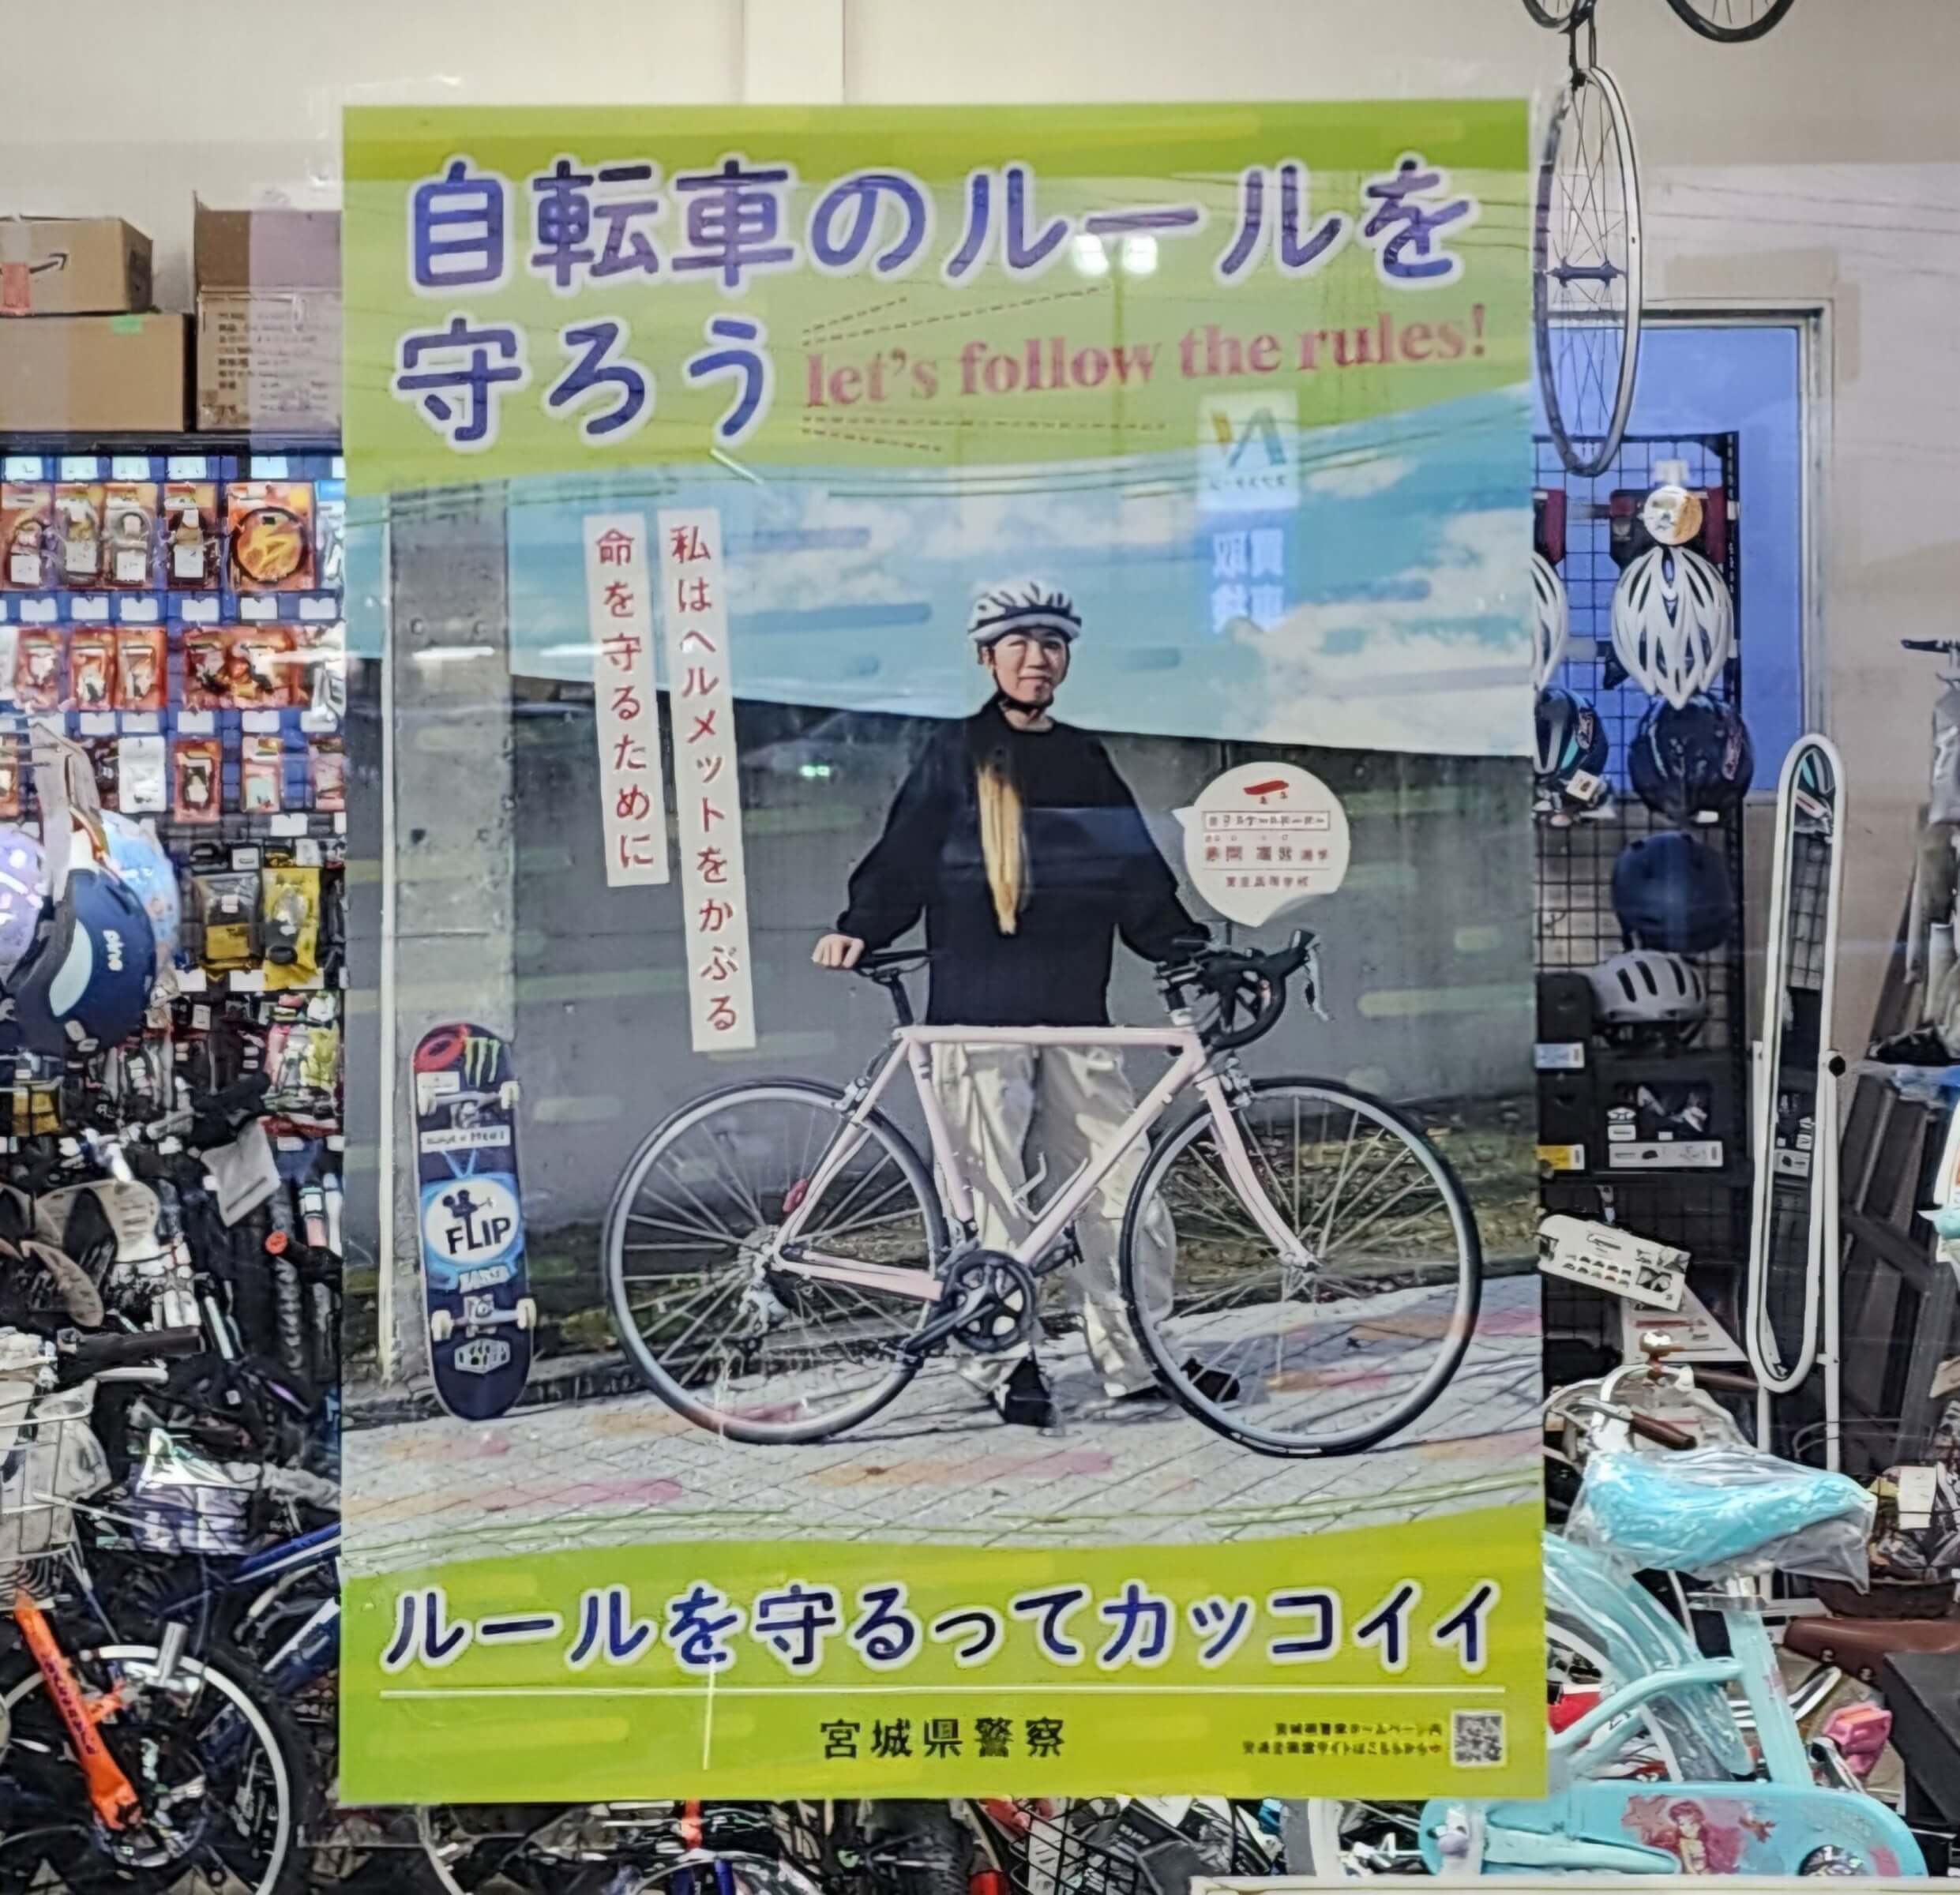 自転車のルールを
守ろう
let's follow the rules!
私はヘルメットをかぶる
命を守るために
FLIP
ルールを守るってカッコイイ
宮城県警察
pine